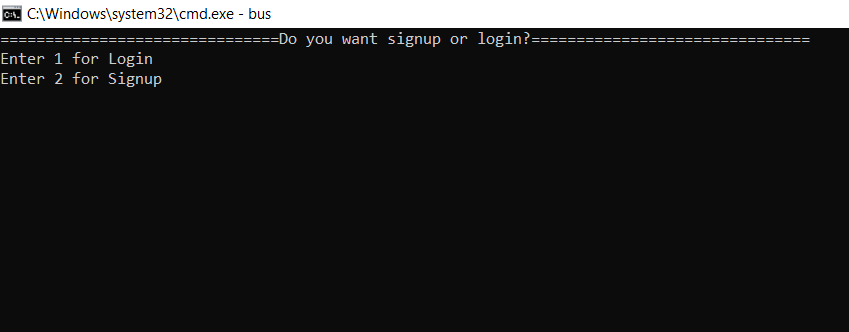 C:\Windows\system32\cmd.exe - bus
===============================Do you want signup or login?===============================
Enter 1 for Login
Enter 2 for Signup